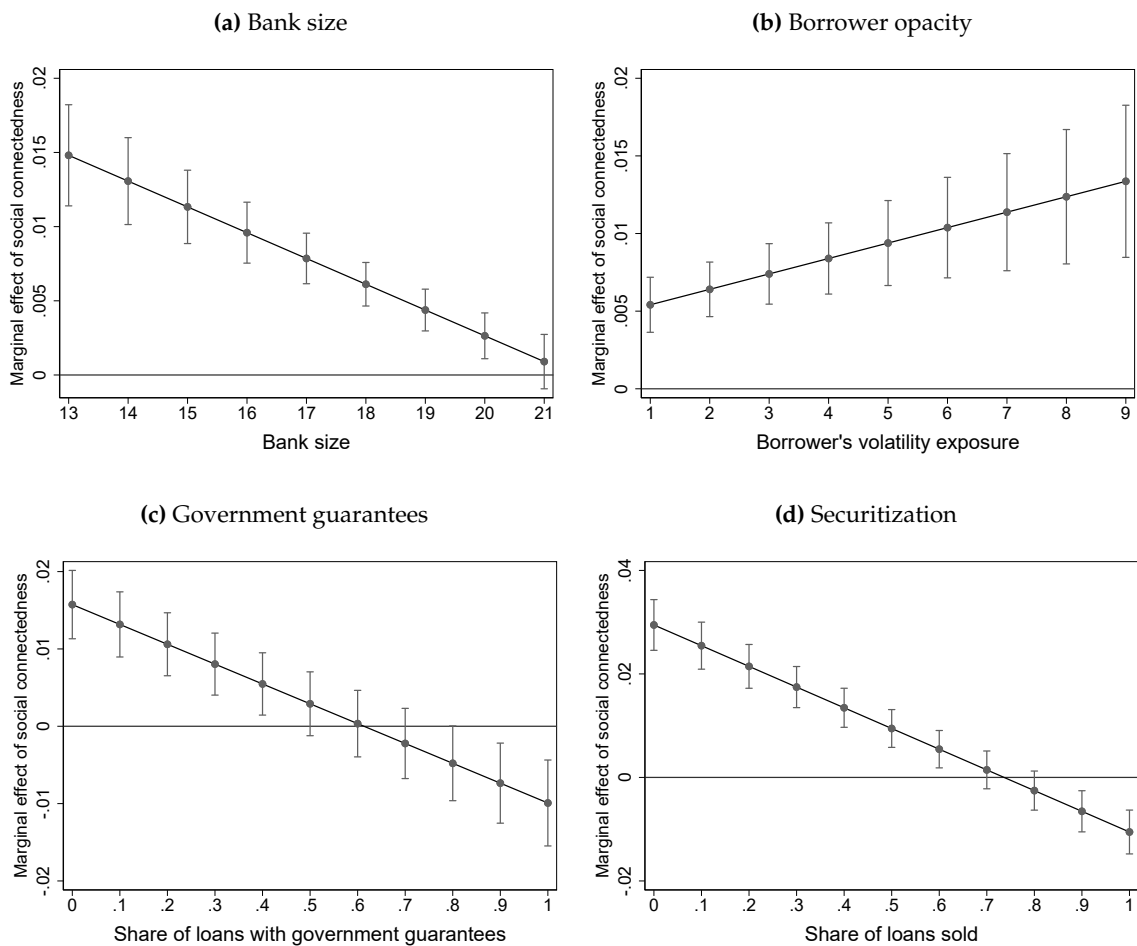 (a) Bank size
(b) Borrower opacity
Marginal effect of social connectedness
.02
.015
.01
.005
0
13 14 15 16 17 18 19 20 21
Bank size
Marginal effect of social connectedness
.02
.015
.01
.005
0
1 2 3 4 5 6 7 8 9
Borrower's volatility exposure
(c) Government guarantees
(d) Securitization
Marginal effect of social connectedness
.02
.01
0
-.01
-.02
0 .1 .2 .3 .4 .5 .6 .7 .8 .9 1
Share of loans with government guarantees
Marginal effect of social connectedness
.04
.02
0
-.02
0 .1 .2 .3 .4 .5 .6 .7 .8 .9 1
Share of loans sold